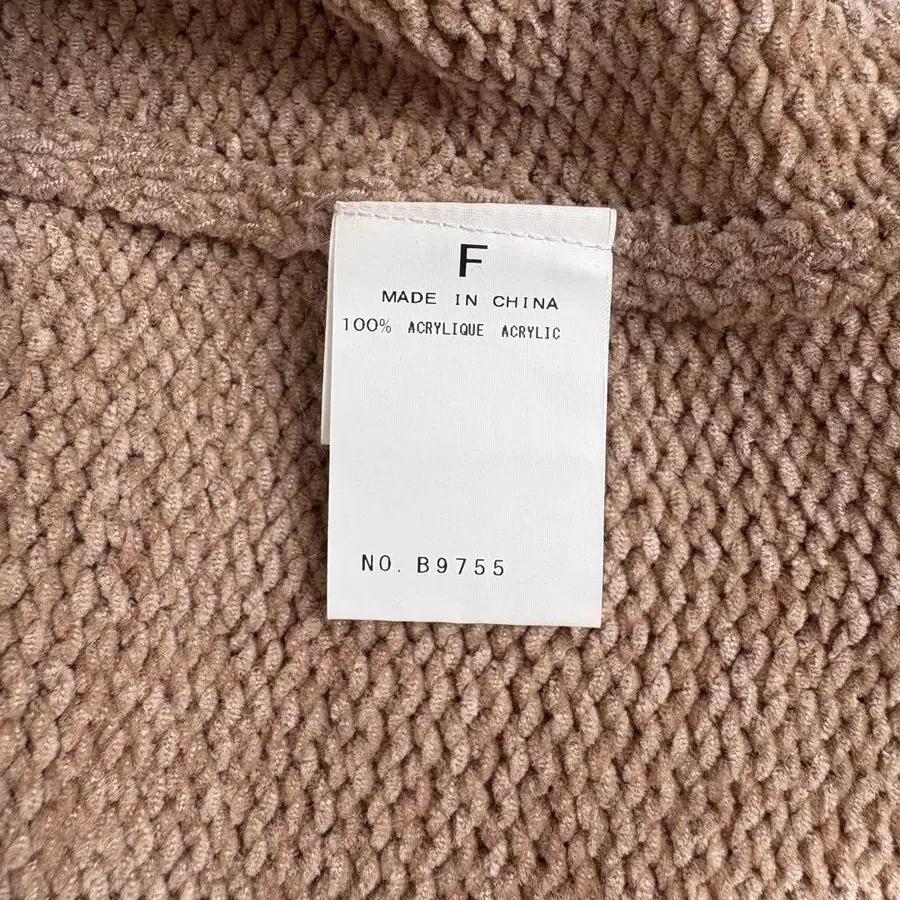 F
MADE IN CHINA
100% ACRYLIQUE ACRYLIC
NO. B9755